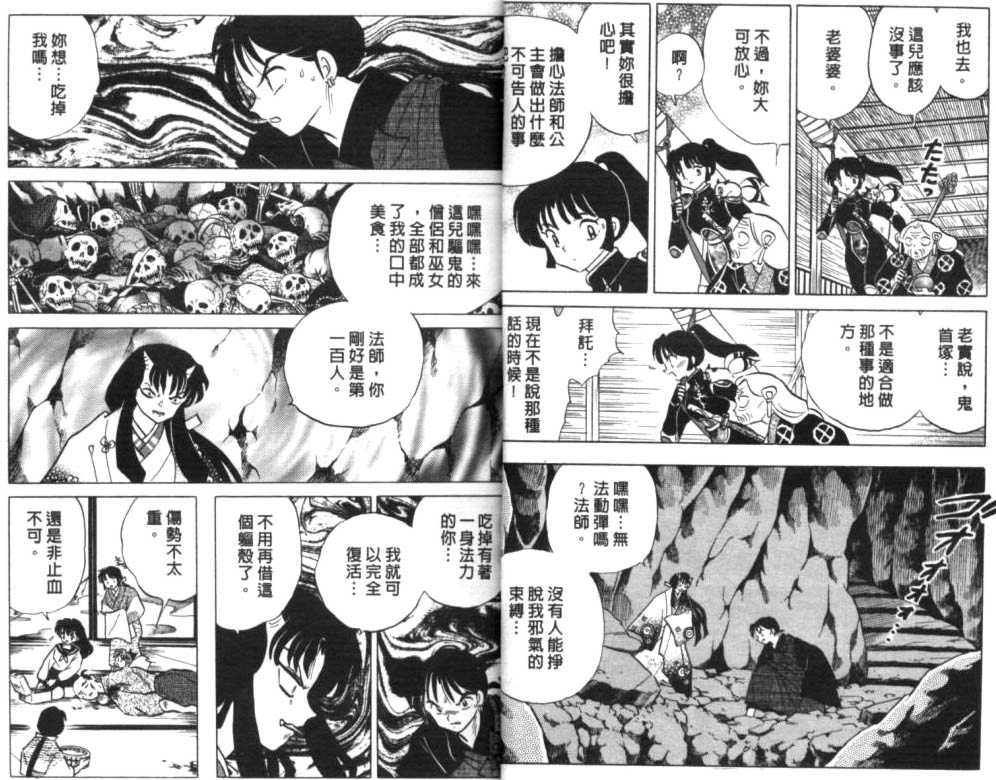 我也去。
這兒應該
沒事了。
老婆婆。
たたっ
不過，妳大
可放心。
啊？
其實妳很擔
心吧！
擔心法師和公
主會做出什麼
不可告人的事
老實說，鬼
首塚…
不是適合做
那種事的地
方。
拜託…
現在不是說那種
話的時候！
嘿嘿…無
法動彈嗎
？法師。
沒有人能掙
脫我邪氣的
束縛…
妳想…吃掉
我嗎…
嘿嘿嘿…來
這兒驅鬼的
僧侶和巫女
，全部都成
了我的口中
美食…
法師，你
剛好是第
一百人。
吃掉有著
一身法力
的你…
我就可
以完全
復活…
不用再借這
個軀殼了。
傷勢不太
重。
還是非止血
不可。